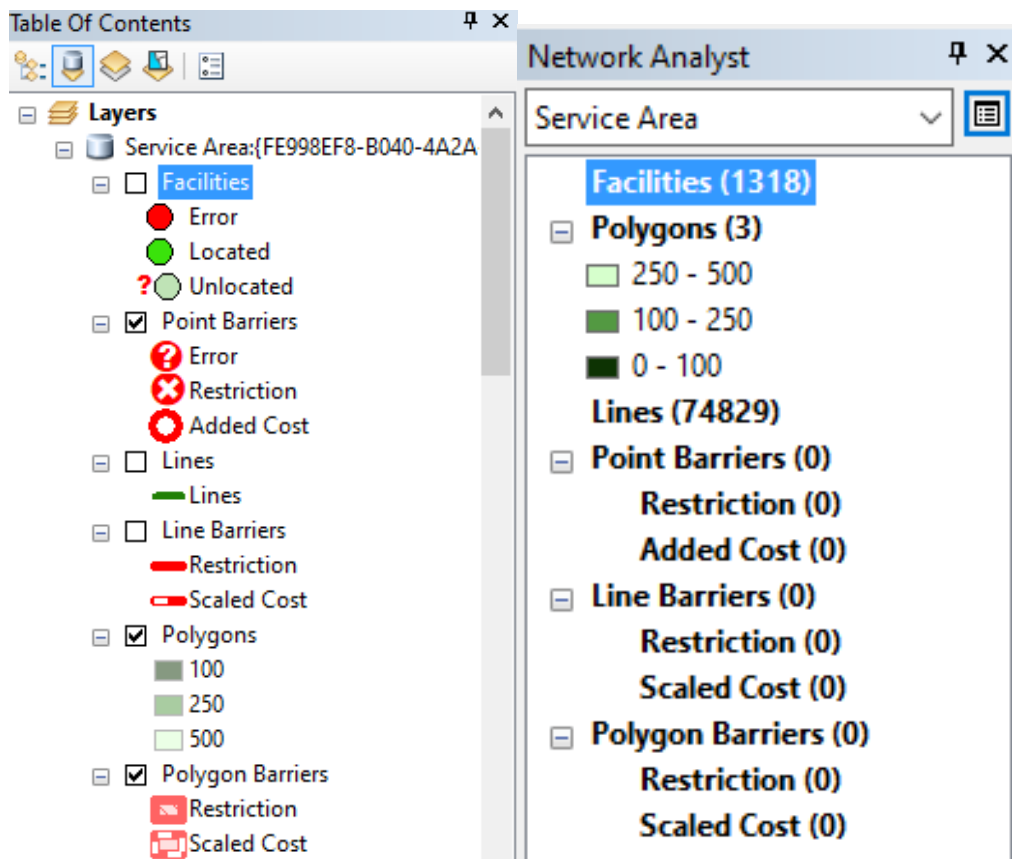 Table Of Contents
Layers
Service Area:{FE998EF8-B040-4A2A
Facilities
Error
Located
? Unlocated
Point Barriers
? Error
Restriction
Added Cost
Lines
Lines
Line Barriers
Restriction
Scaled Cost
Polygons
100
250
500
Polygon Barriers
Restriction
Scaled Cost
Network Analyst
Service Area
Facilities (1318)
Polygons (3)
250 - 500
100 - 250
0 - 100
Lines (74829)
Point Barriers (0)
Restriction (0)
Added Cost (0)
Line Barriers (0)
Restriction (0)
Scaled Cost (0)
Polygon Barriers (0)
Restriction (0)
Scaled Cost (0)